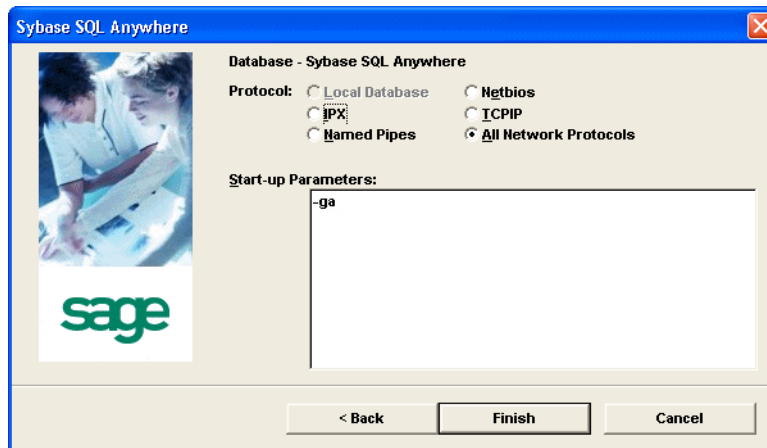 Sybase SQL Anywhere
Database - Sybase SQL Anywhere
Protocol: Local Database Netbios
IPX TCPIP
Named Pipes All Network Protocols
Start-up Parameters:
-ga
sage
< Back Finish Cancel